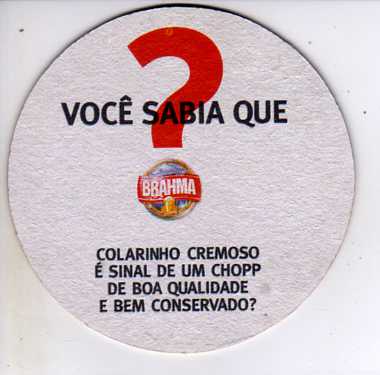 ?
VOCÊ SABIA QUE
BRAHMA
COLARINHO CREMOSO
É SINAL DE UM CHOPP
DE BOA QUALIDADE
E BEM CONSERVADO?